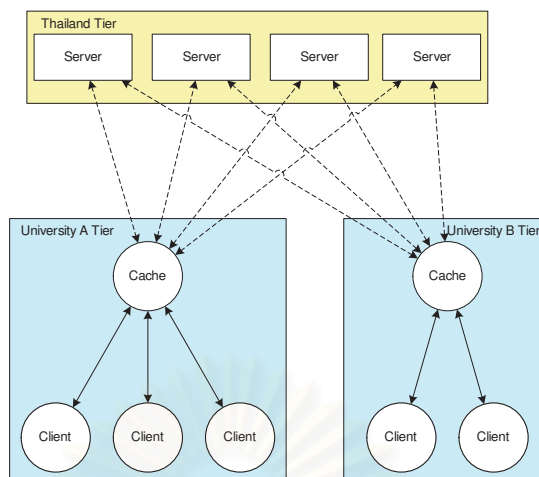 Thailand Tier
Server
Server
Server
Server
University A Tier
University B Tier
Cache
Cache
Client
Client
Client
Client
Client